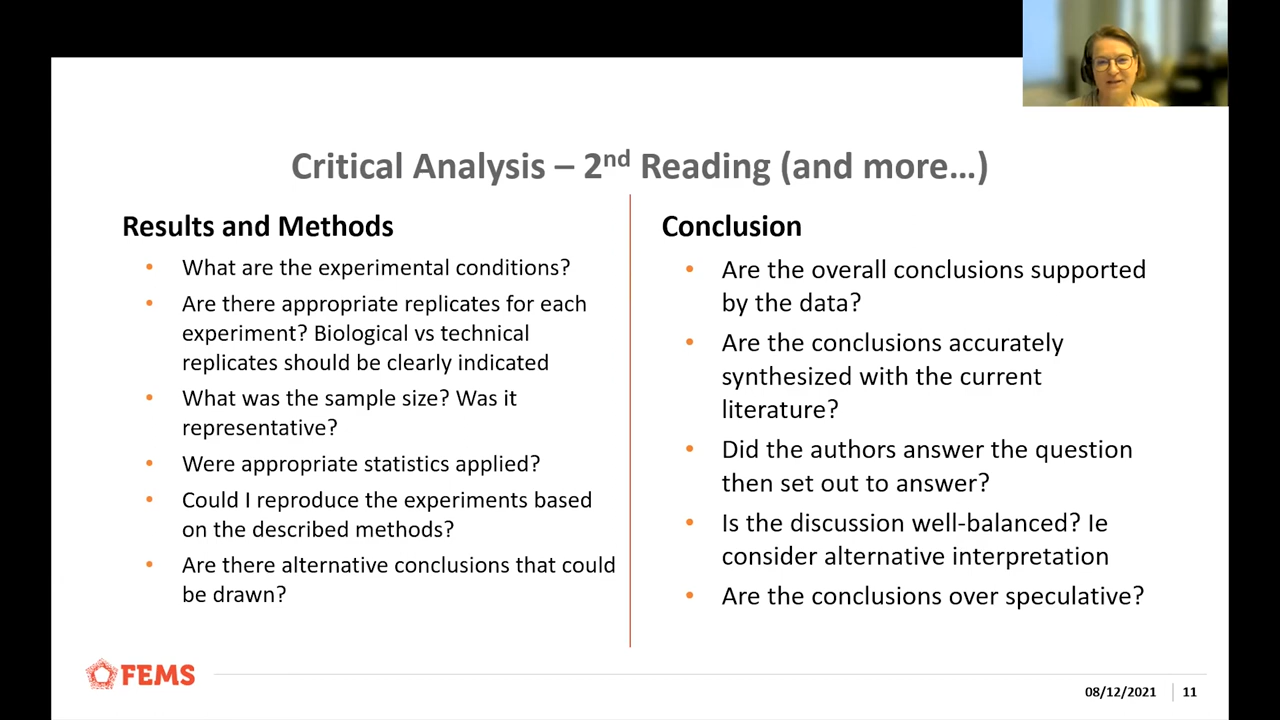 Critical Analysis – 2nd Reading (and more…)
Results and Methods
• What are the experimental conditions?
• Are there appropriate replicates for each
experiment? Biological vs technical
replicates should be clearly indicated
• What was the sample size? Was it
representative?
• Were appropriate statistics applied?
• Could I reproduce the experiments based
on the described methods?
• Are there alternative conclusions that could
be drawn?
Conclusion
• Are the overall conclusions supported
by the data?
• Are the conclusions accurately
synthesized with the current
literature?
• Did the authors answer the question
then set out to answer?
• Is the discussion well-balanced? Ie
consider alternative interpretation
• Are the conclusions over speculative?
FEMS
08/12/2021 11